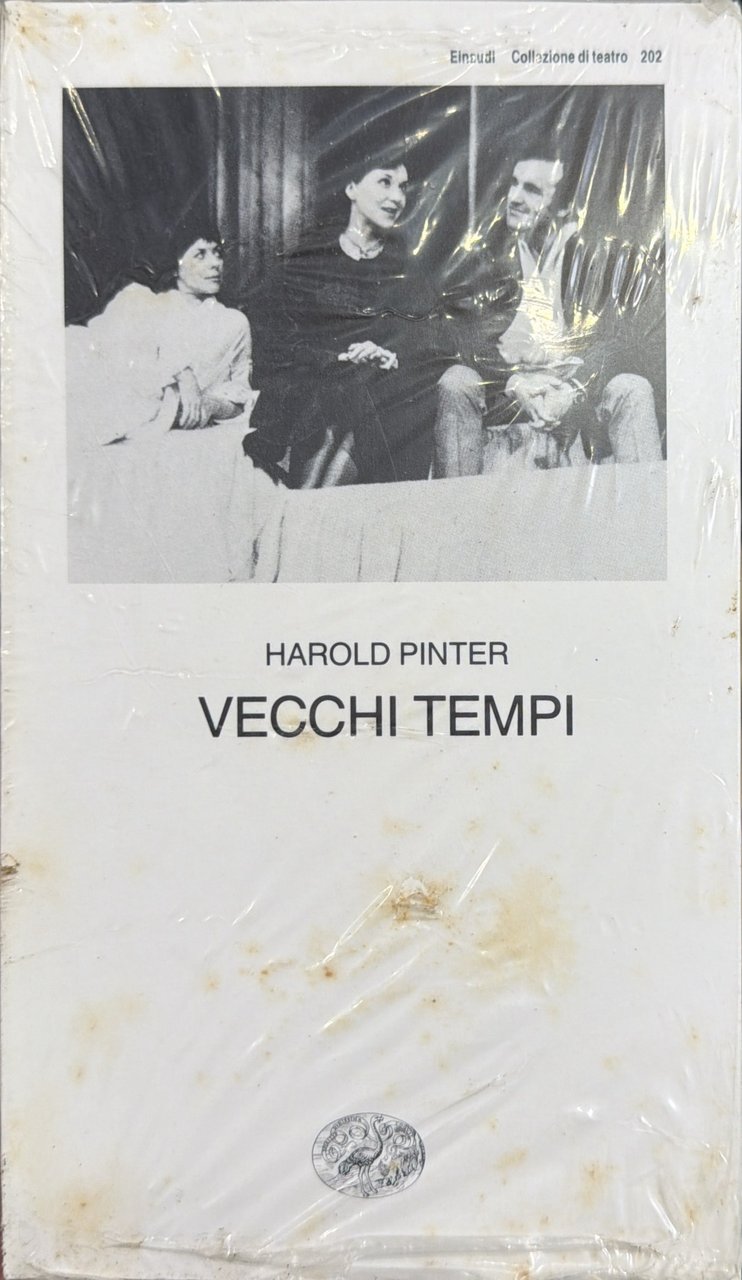 Einaudi Collezione di teatro 202
HAROLD PINTER
VECCHI TEMPI